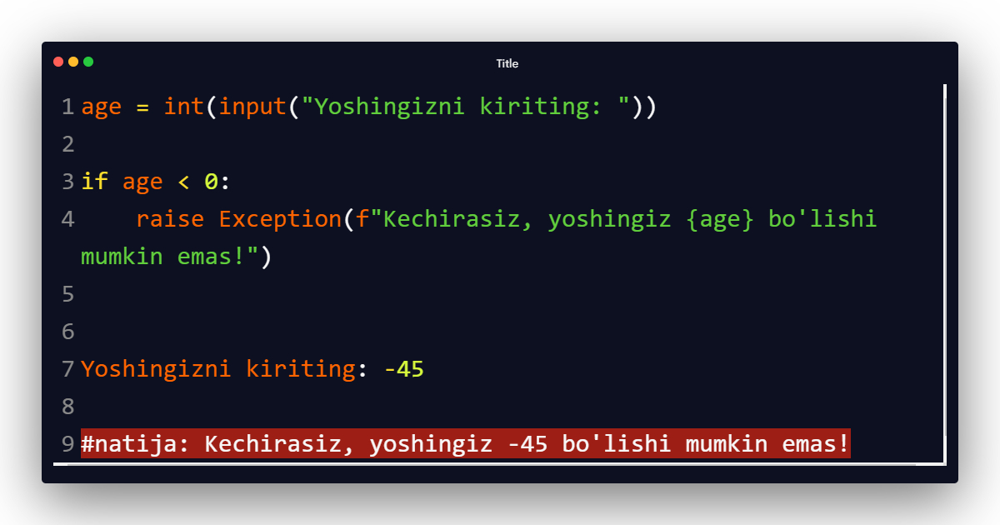 Title
1 age = int(input("Yoshingizni kiriting: "))
2
3 if age < 0:
4     raise Exception(f"Kechirasiz, yoshingiz {age} bo'lishi
mumkin emas!")
5
6
7 Yoshingizni kiriting: -45
8
9 #natija: Kechirasiz, yoshingiz -45 bo'lishi mumkin emas!